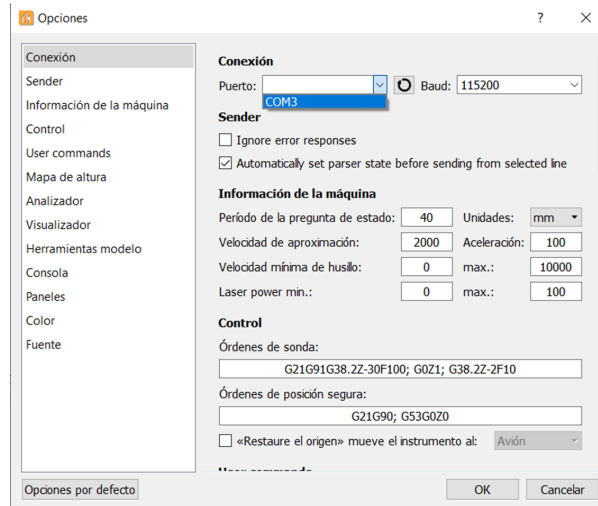 Opciones
?
Conexión
Sender
Información de la máquina
Control
User commands
Mapa de altura
Analizador
Visualizador
Herramientas modelo
Consola
Paneles
Color
Fuente
Conexión
Puerto: Baud: 115200
COM3
Sender
Ignore error responses
Automatically set parser state before sending from selected line
Información de la máquina
Período de la pregunta de estado: 40 Unidades: mm
Velocidad de aproximación: 2000 Aceleración: 100
Velocidad mínima de husillo: 0 max.: 10000
Laser power min.: 0 max.: 100
Control
Órdenes de sonda:
G21G91G38.2Z-30F100; G0Z1; G38.2Z-2F10
Órdenes de posición segura:
G21G90; G53G0Z0
«Restaure el origen» mueve el instrumento al: Avión
Opciones por defecto
OK
Cancelar